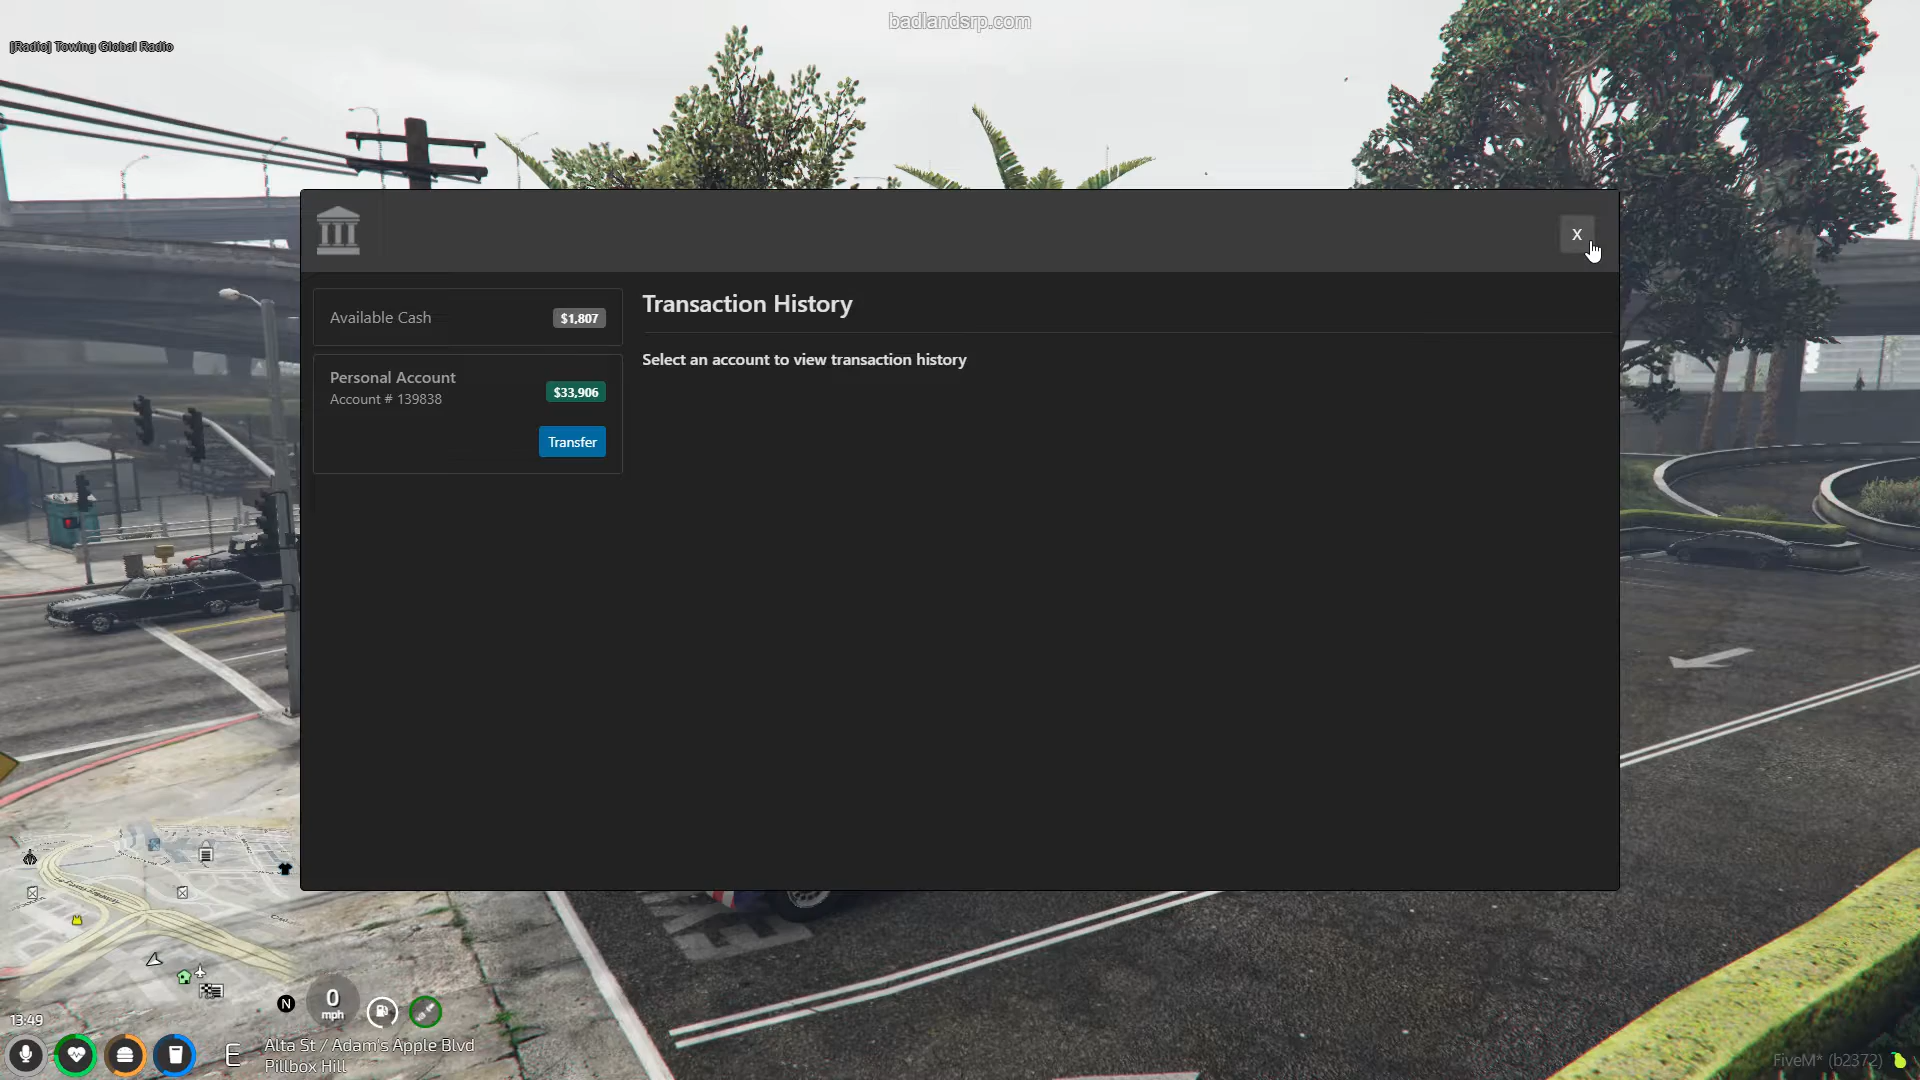 badlandsrp.com
[Radio] Towing Global Radio
X
Available Cash
$1,807
Personal Account
Account # 139838
$33,906
Transfer
Transaction History
Select an account to view transaction history
N
0
mph
13:49
E
Alta St / Adam's Apple Blvd
Pillbox Hill
FiveM* (b2372)